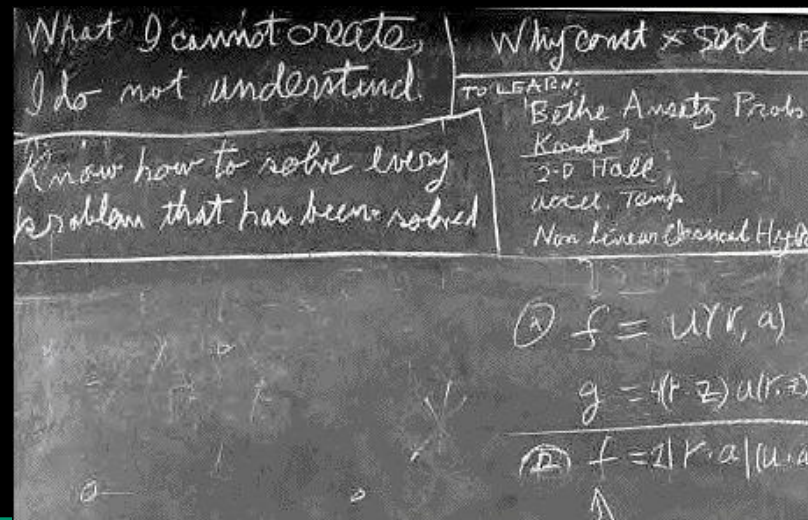 What I cannot create,
I do not understand.
Know how to solve every
problem that has been solved
Why const × sort
TO LEARN:
Bethe Ansatz Probs
Kondo
2-D Hall
accel. Temp
Non Linear Classical Hydro
f = u(r, a)
g = 4(r·z) u(r,z)
f = 2|r·a|(u·a